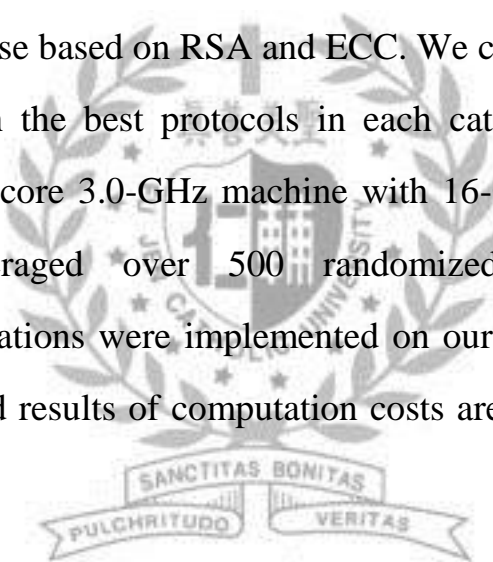 se based on RSA and ECC. We c
the best protocols in each cat
core 3.0-GHz machine with 16-
raged over 500 randomized
ations were implemented on our
d results of computation costs are
SANCTITAS BONITAS
PULCHRITUDO VERITAS